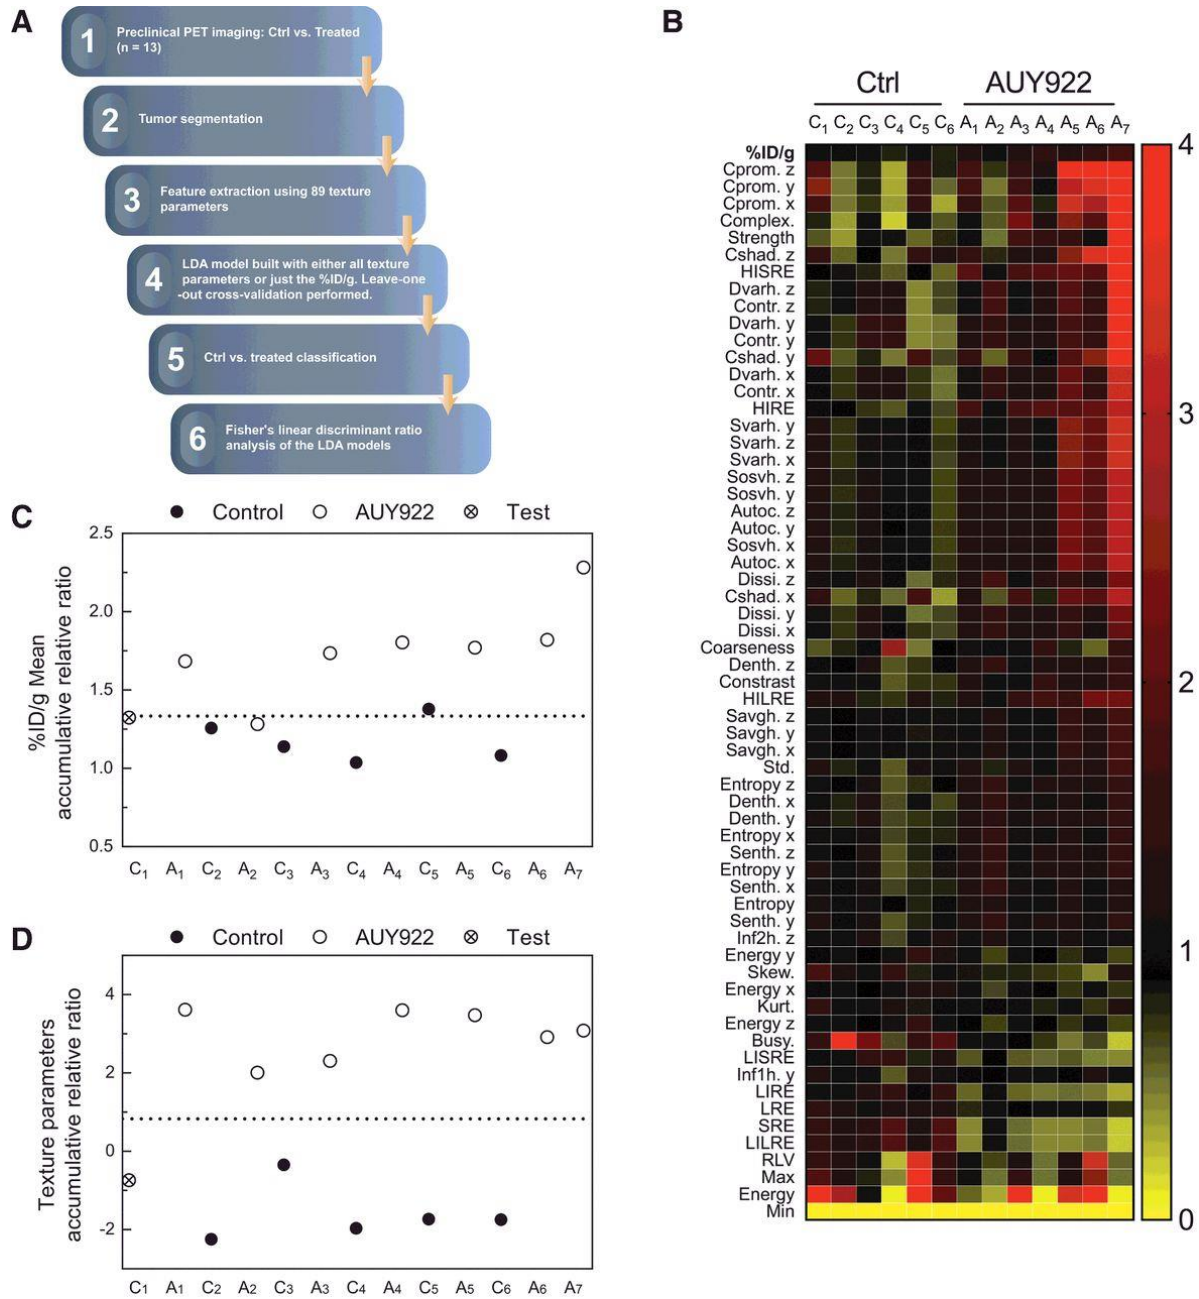 A
1
Preclinical PET imaging: Ctrl vs. Treated
(n = 13)
2
Tumor segmentation
3
Feature extraction using 89 texture
parameters
4
LDA model built with either all texture
parameters or just the %ID/g. Leave-one
-out cross-validation performed.
5
Ctrl vs. treated classification
6
Fisher's linear discriminant ratio
analysis of the LDA models
B
Ctrl AUY922
C1 C2 C3 C4 C5 C6 A1 A2 A3 A4 A5 A6 A7
%ID/g
Cprom. z
Cprom. y
Cprom. x
Complex.
Strength
Cshad. z
HISRE
Dvarh. z
Contr. z
Dvarh. y
Contr. y
Cshad. y
Dvarh. x
Contr. x
HIRE
Svarh. y
Svarh. z
Svarh. x
Sosvh. z
Sosvh. y
Autoc. z
Autoc. y
Sosvh. x
Autoc. x
Dissi. z
Cshad. x
Dissi. y
Dissi. x
Coarseness
Denth. z
Constrast
HILRE
Savgh. z
Savgh. y
Savgh. x
Std.
Entropy z
Denth. x
Denth. y
Entropy x
Senth. z
Entropy y
Senth. x
Entropy
Senth. y
Inf2h. z
Energy y
Skew.
Energy x
Kurt.
Energy z
Busy.
LISRE
Inf1h. y
LIRE
LRE
SRE
LILRE
RLV
Max
Energy
Min
4
3
2
1
0
C
Control AUY922 Test
%ID/g Mean
accumulative relative ratio
2.5
2.0
1.5
1.0
0.5
C1 A1 C2 A2 C3 A3 C4 A4 C5 A5 C6 A6 A7
D
Control AUY922 Test
Texture parameters
accumulative relative ratio
4
2
0
-2
C1 A1 C2 A2 C3 A3 C4 A4 C5 A5 C6 A6 A7